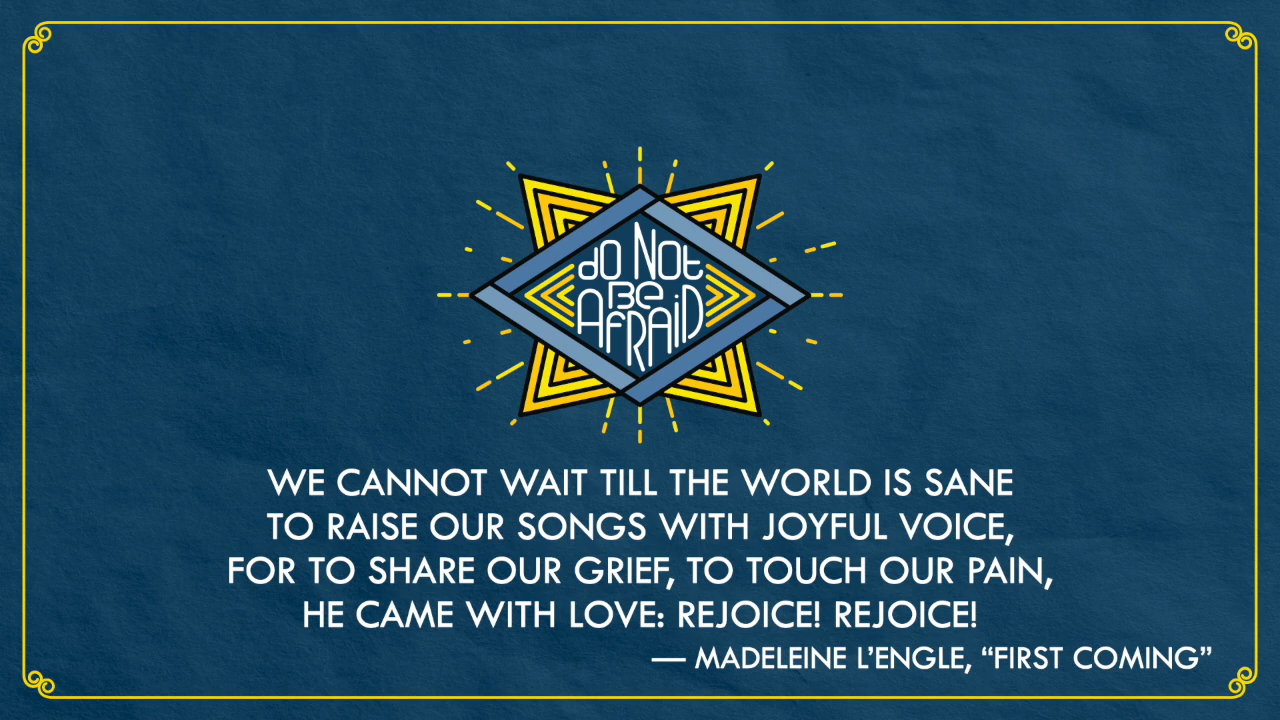 do Not
Be
AfRAiD
WE CANNOT WAIT TILL THE WORLD IS SANE
TO RAISE OUR SONGS WITH JOYFUL VOICE,
FOR TO SHARE OUR GRIEF, TO TOUCH OUR PAIN,
HE CAME WITH LOVE: REJOICE! REJOICE!
— MADELEINE L’ENGLE, “FIRST COMING”